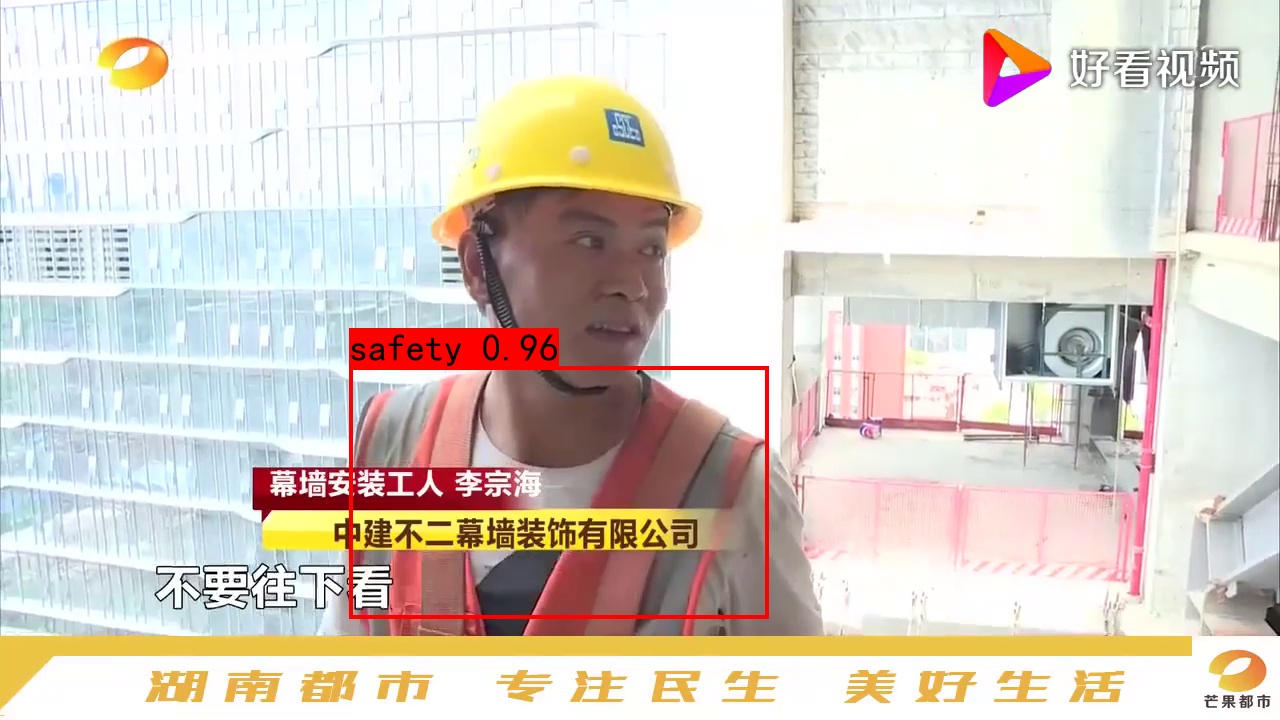 好看视频
safety 0.96
幕墙安装工人 李宗海
中建不二幕墙装饰有限公司
不要往下看
湖南都市 专注民生 美好生活
芒果都市